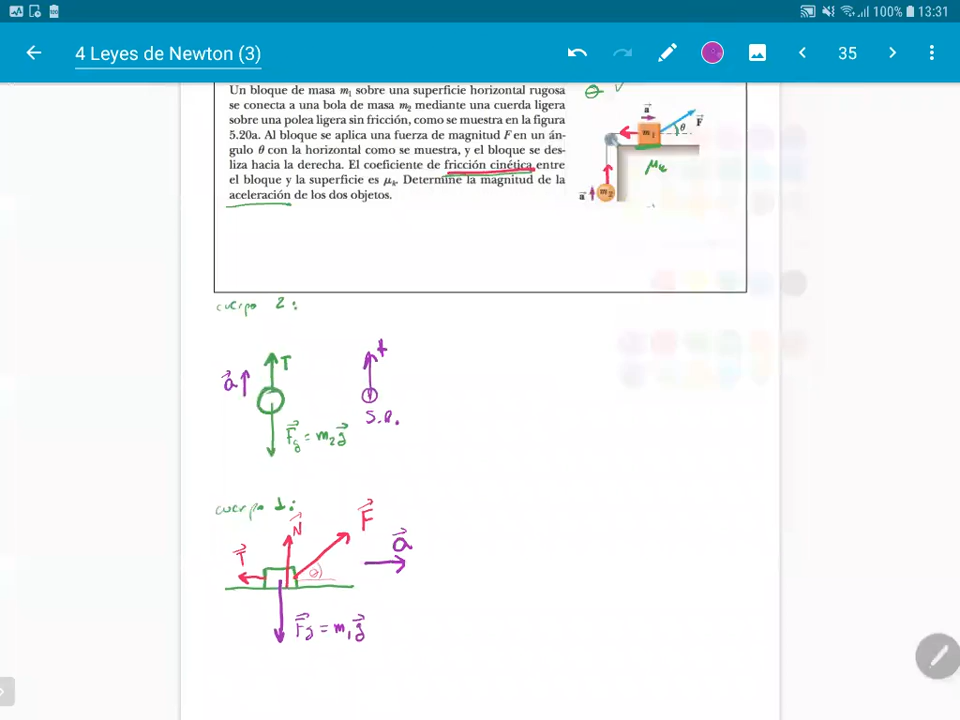 100% 13:31
4 Leyes de Newton (3)
35
Un bloque de masa m₁ sobre una superficie horizontal rugosa
se conecta a una bola de masa m₂ mediante una cuerda ligera
sobre una polea ligera sin fricción, como se muestra en la figura
5.20a. Al bloque se aplica una fuerza de magnitud F en un án-
gulo θ con la horizontal como se muestra, y el bloque se des-
liza hacia la derecha. El coeficiente de fricción cinética entre
el bloque y la superficie es μₖ. Determine la magnitud de la
aceleración de los dos objetos.
θ
a⃗
F⃗
m₁
θ
μₖ
a⃗
m₂
cuerpo 2:
T
a⃗
F⃗g = m₂g⃗
+
S.R.
cuerpo 1:
N⃗
F⃗
T⃗
θ
a⃗
F⃗g = m₁g⃗